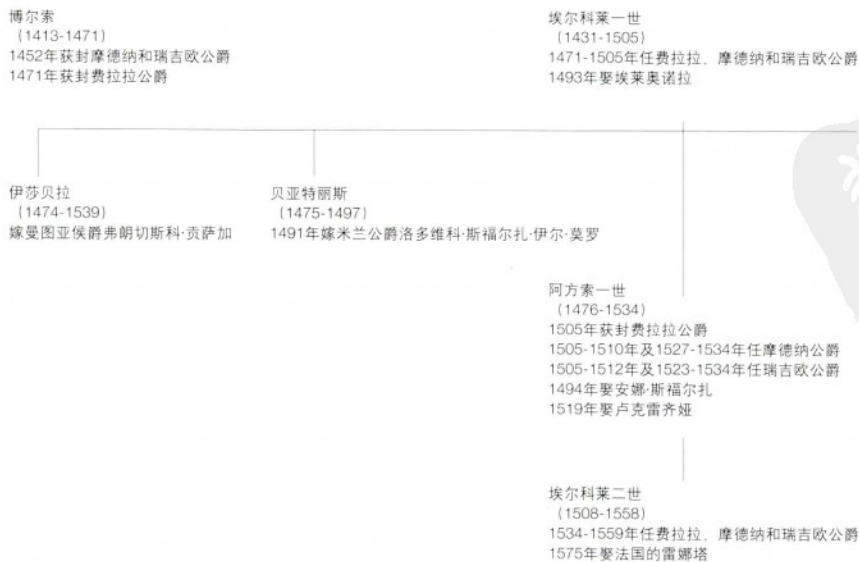 博尔索
(1413-1471)
1452年获封摩德纳和瑞吉欧公爵
1471年获封费拉拉公爵
埃尔科莱一世
(1431-1505)
1471-1505年任费拉拉、摩德纳和瑞吉欧公爵
1493年娶埃莱奥诺拉
伊莎贝拉
(1474-1539)
嫁曼图亚侯爵弗朗切斯科·贡萨加
贝亚特丽斯
(1475-1497)
1491年嫁米兰公爵洛多维科·斯福尔扎·伊尔·莫罗
阿方索一世
(1476-1534)
1505年获封费拉拉公爵
1505-1510年及1527-1534年任摩德纳公爵
1505-1512年及1523-1534年任瑞吉欧公爵
1494年娶安娜·斯福尔扎
1519年娶卢克雷齐娅
埃尔科莱二世
(1508-1558)
1534-1559年任费拉拉、摩德纳和瑞吉欧公爵
1575年娶法国的雷娜塔